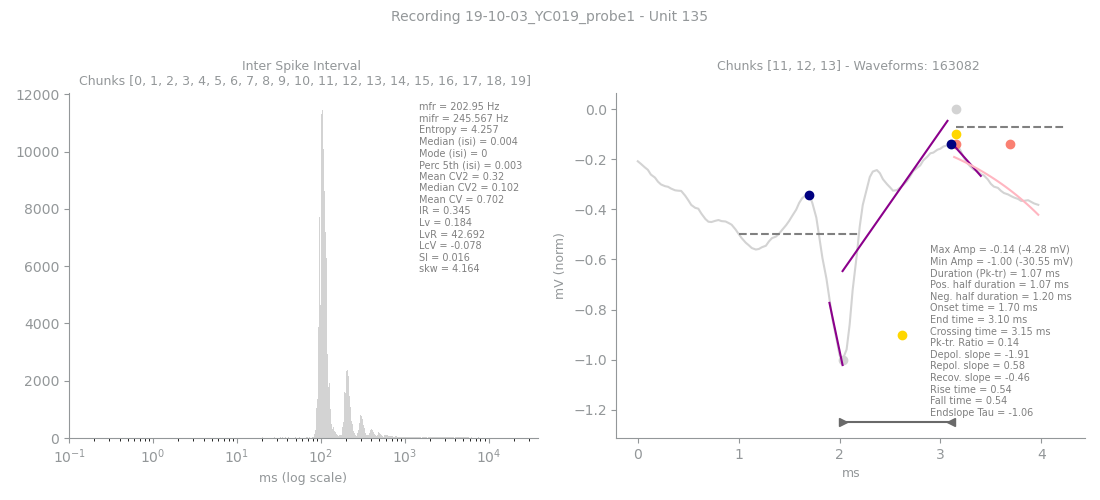 Recording 19-10-03_YC019_probe1 - Unit 135
Inter Spike Interval
Chunks [0, 1, 2, 3, 4, 5, 6, 7, 8, 9, 10, 11, 12, 13, 14, 15, 16, 17, 18, 19]
12000
10000
8000
6000
4000
2000
0
mfr = 202.95 Hz
mifr = 245.567 Hz
Entropy = 4.257
Median (isi) = 0.004
Mode (isi) = 0
Perc 5th (isi) = 0.003
Mean CV2 = 0.32
Median CV2 = 0.102
Mean CV = 0.702
IR = 0.345
Lv = 0.184
LvR = 42.692
LcV = -0.078
SI = 0.016
skw = 4.164
10⁻¹ 10⁰ 10¹ 10² 10³ 10⁴
ms (log scale)
Chunks [11, 12, 13] - Waveforms: 163082
0.0
−0.2
−0.4
−0.6
−0.8
−1.0
−1.2
mV (norm)
Max Amp = -0.14 (-4.28 mV)
Min Amp = -1.00 (-30.55 mV)
Duration (Pk-tr) = 1.07 ms
Pos. half duration = 1.07 ms
Neg. half duration = 1.20 ms
Onset time = 1.70 ms
End time = 3.10 ms
Crossing time = 3.15 ms
Pk-tr. Ratio = 0.14
Depol. slope = -1.91
Repol. slope = 0.58
Recov. slope = -0.46
Rise time = 0.54
Fall time = 0.54
Endslope Tau = -1.06
0 1 2 3 4
ms